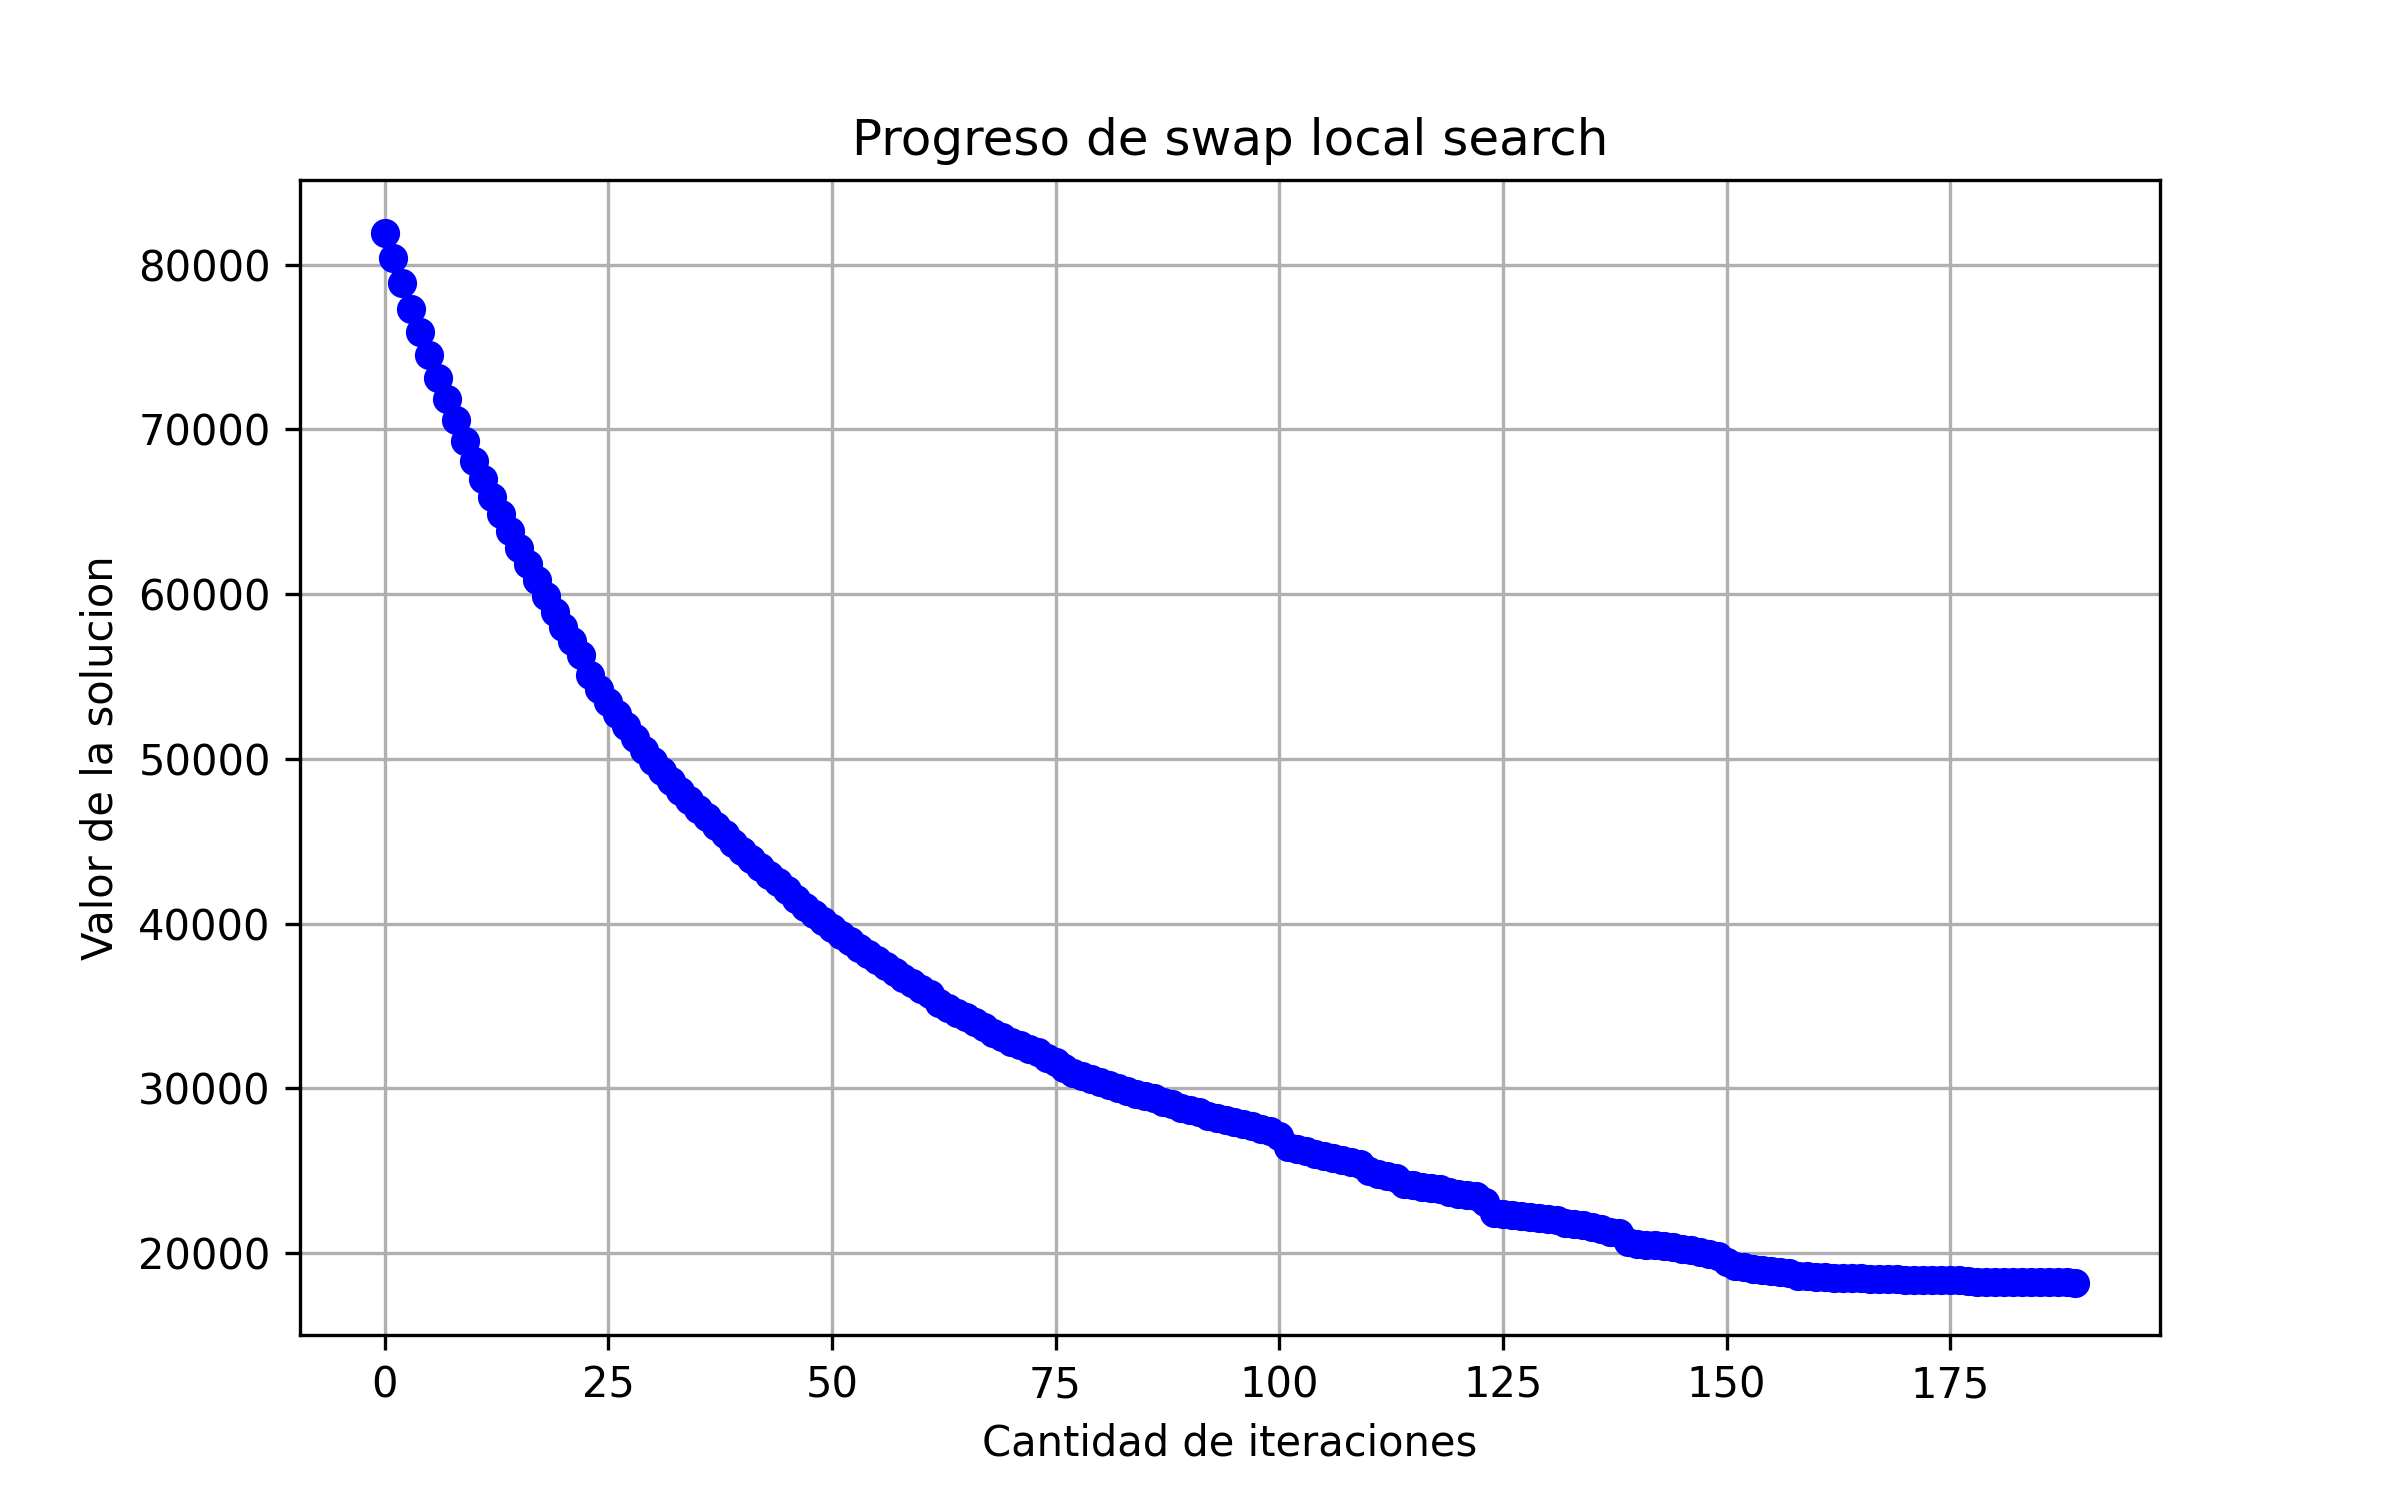 Progreso de swap local search
Valor de la solucion
80000
70000
60000
50000
40000
30000
20000
0 25 50 75 100 125 150 175
Cantidad de iteraciones